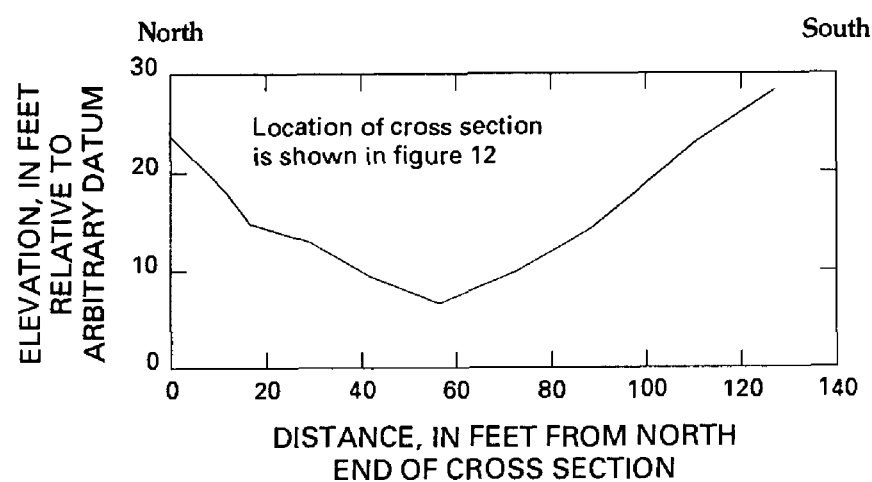 North
South
ELEVATION, IN FEET
RELATIVE TO
ARBITRARY DATUM
30
20
10
0
Location of cross section
is shown in figure 12
0 20 40 60 80 100 120 140
DISTANCE, IN FEET FROM NORTH
END OF CROSS SECTION